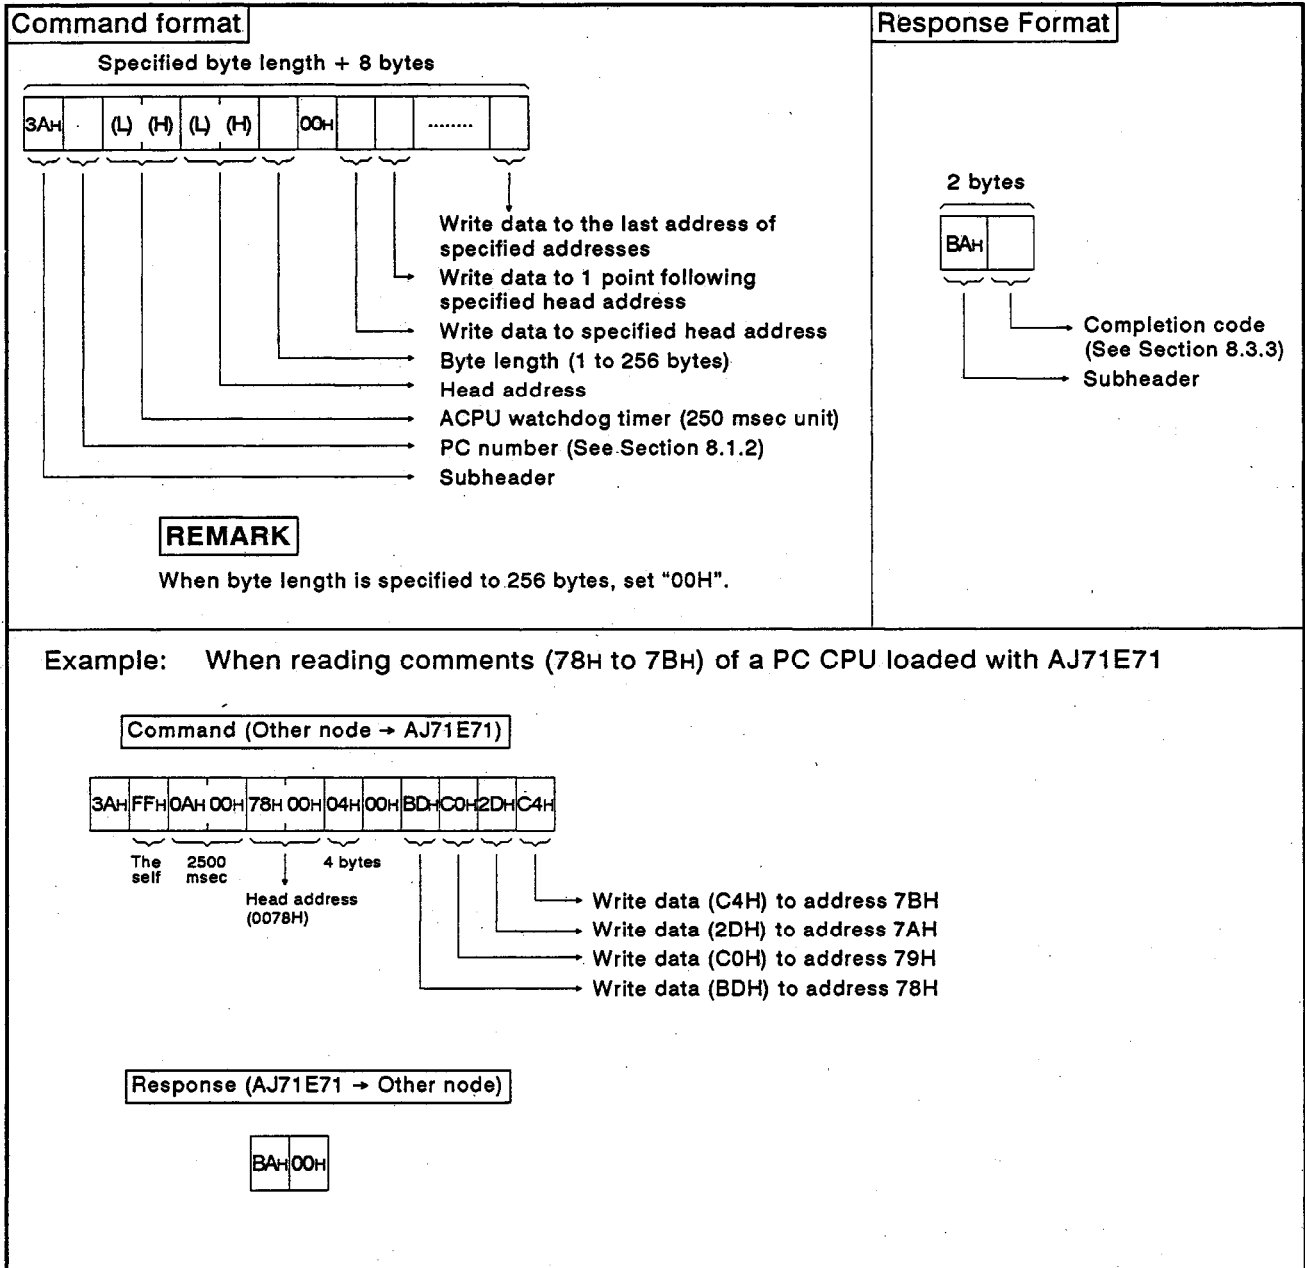 Command format
Response Format
Specified byte length + 8 bytes
3AH (L) (H) (L) (H) 00H ········
Write data to the last address of
specified addresses
Write data to 1 point following
specified head address
Write data to specified head address
Byte length (1 to 256 bytes)
Head address
ACPU watchdog timer (250 msec unit)
PC number (See Section 8.1.2)
Subheader
2 bytes
BAH
Completion code
(See Section 8.3.3)
Subheader
REMARK
When byte length is specified to 256 bytes, set “00H”.
Example: When reading comments (78H to 7BH) of a PC CPU loaded with AJ71E71
Command (Other node → AJ71E71)
3AH FFH 0AH 00H 78H 00H 04H 00H BDH C0H 2DH C4H
The self
2500 msec
4 bytes
Head address
(0078H)
Write data (C4H) to address 7BH
Write data (2DH) to address 7AH
Write data (C0H) to address 79H
Write data (BDH) to address 78H
Response (AJ71E71 → Other node)
BAH 00H